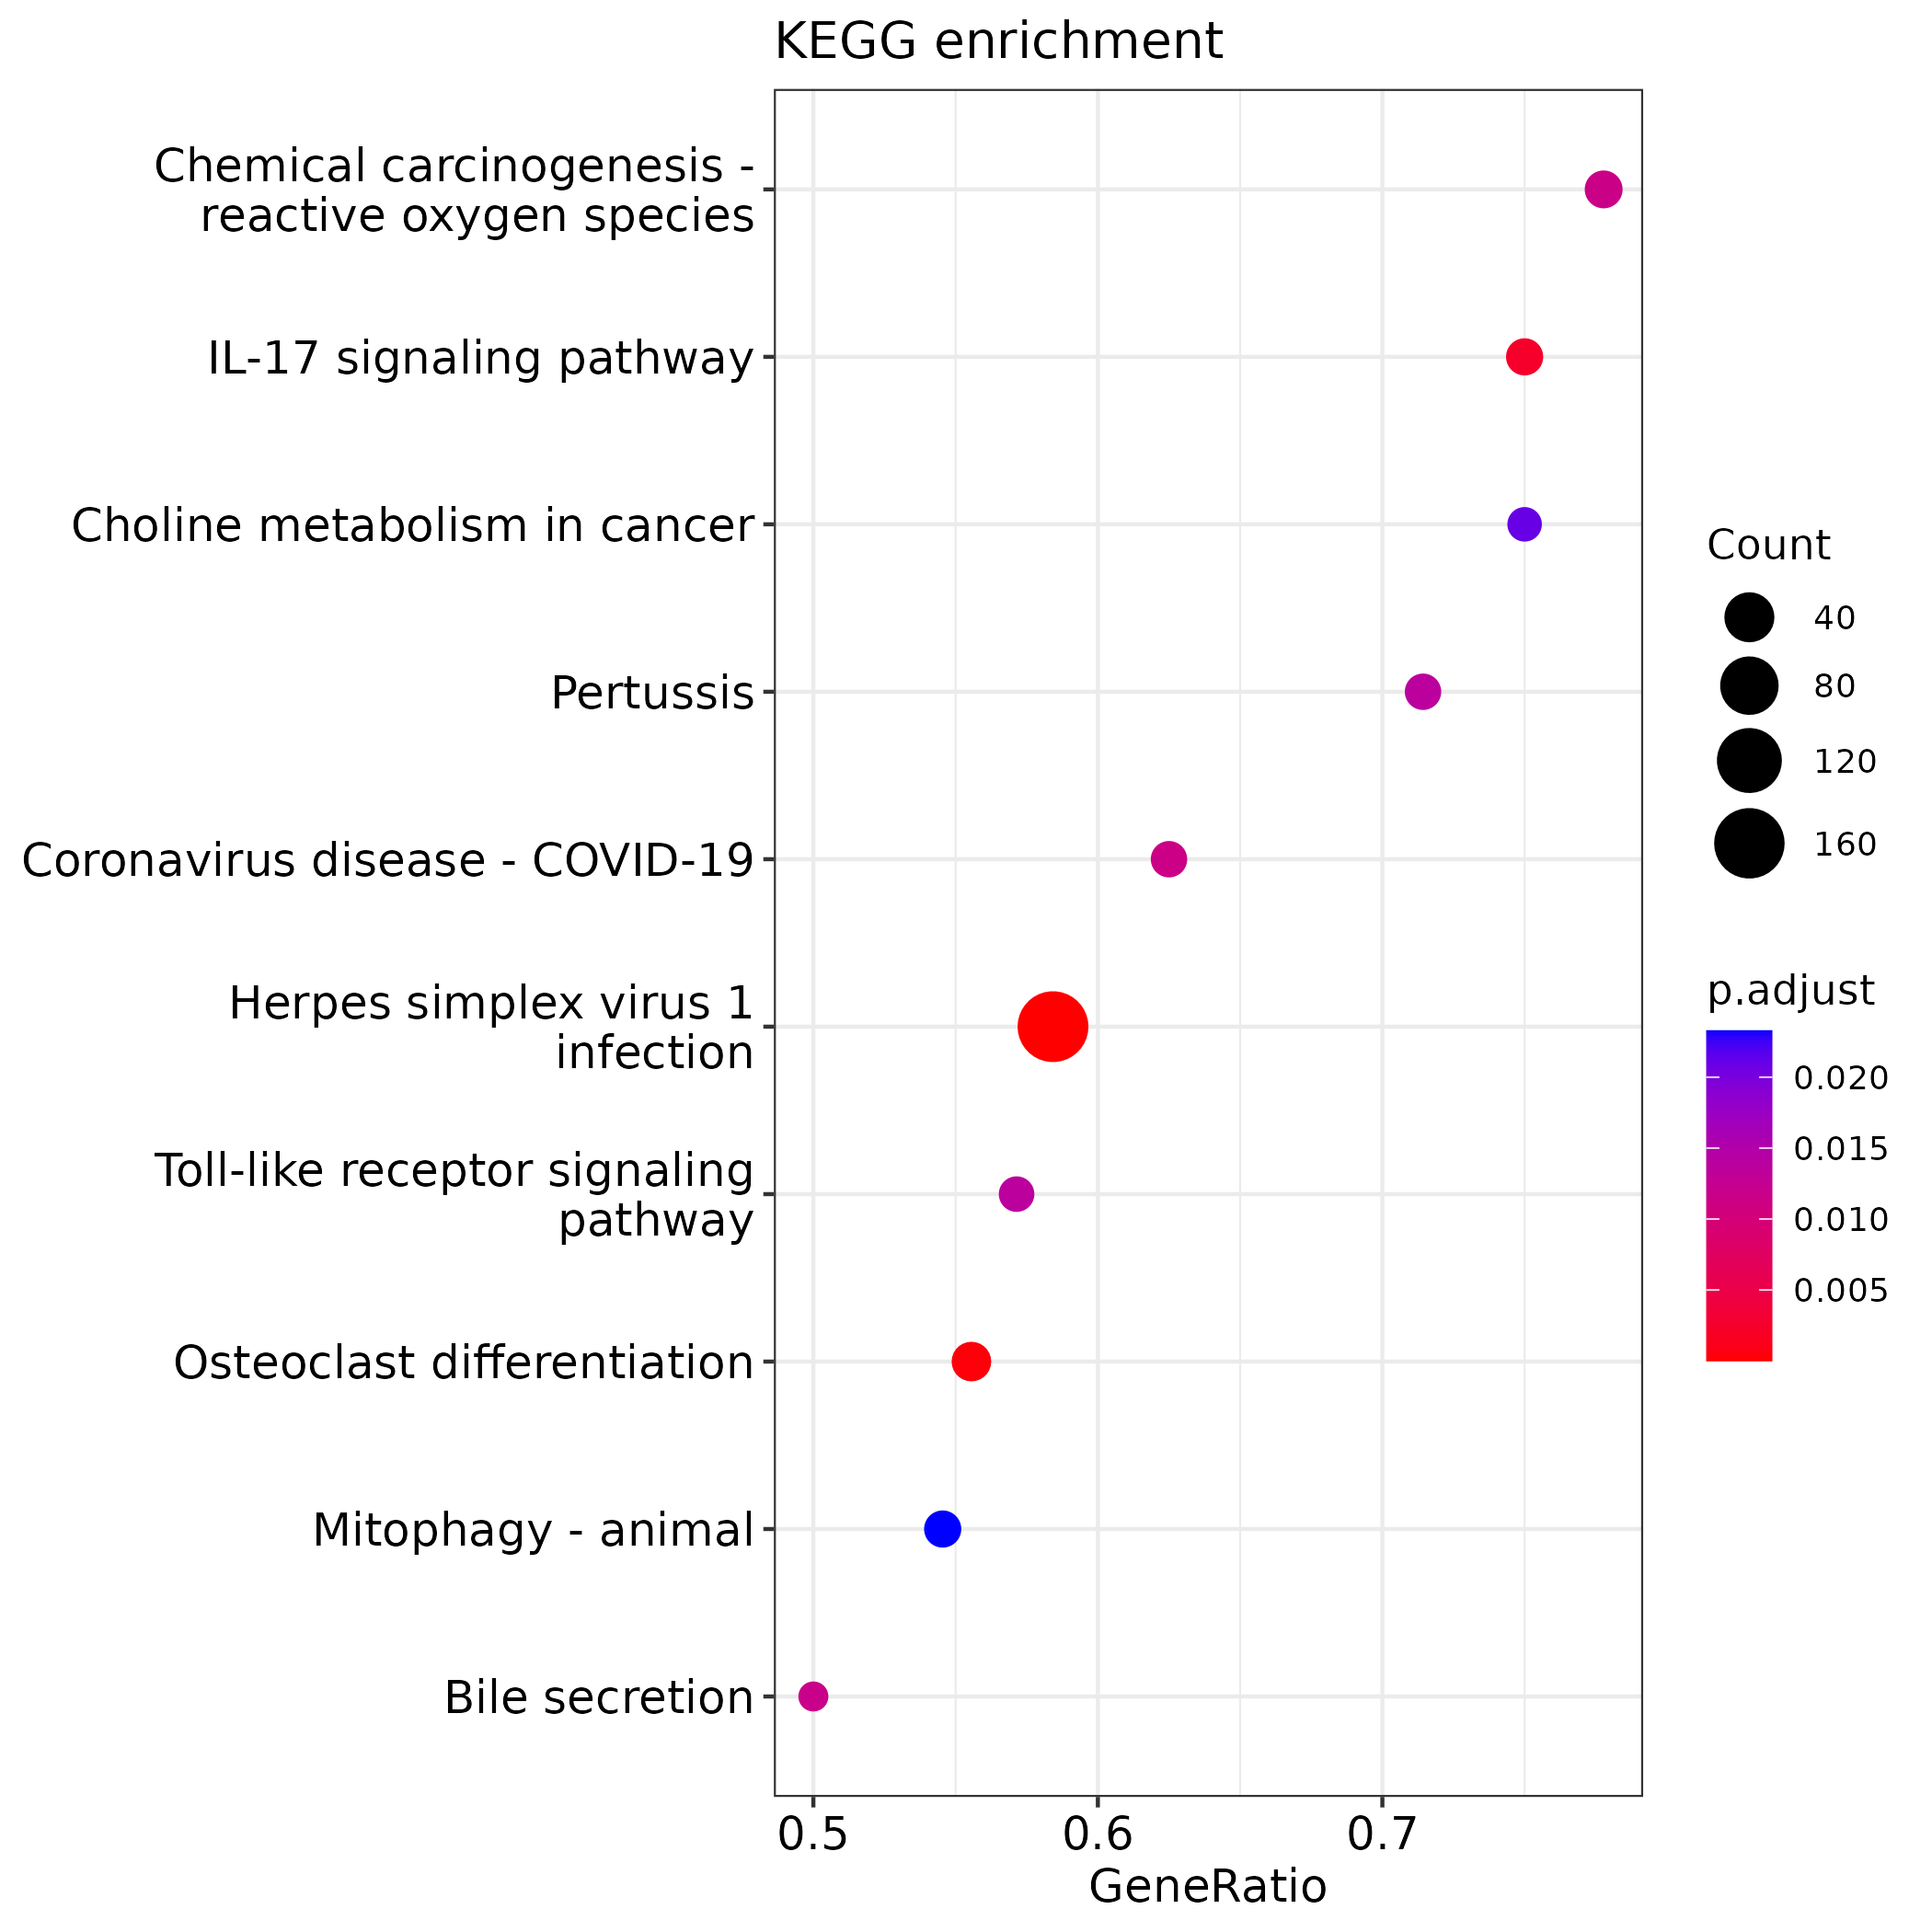 KEGG enrichment
Chemical carcinogenesis -
reactive oxygen species
IL-17 signaling pathway
Choline metabolism in cancer
Pertussis
Coronavirus disease - COVID-19
Herpes simplex virus 1
infection
Toll-like receptor signaling
pathway
Osteoclast differentiation
Mitophagy - animal
Bile secretion
0.5
0.6
0.7
GeneRatio
Count
40
80
120
160
p.adjust
0.020
0.015
0.010
0.005